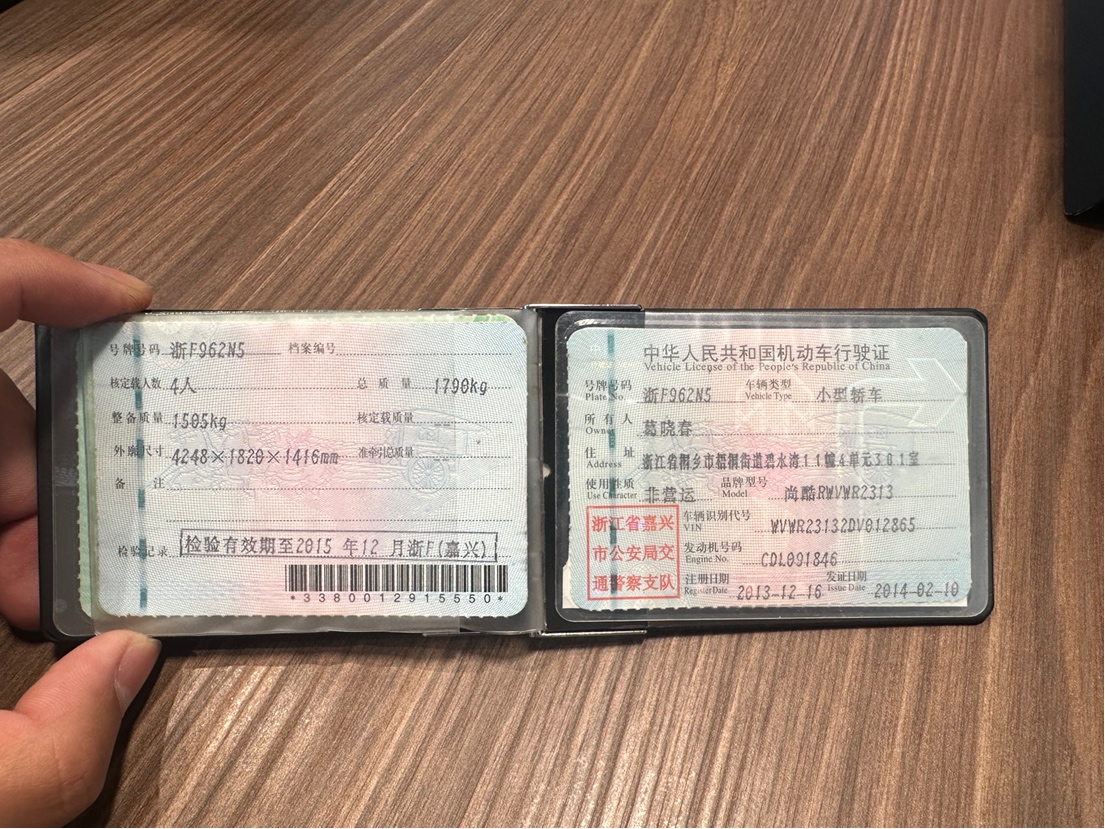 号牌号码 浙F962N5 档案编号
核定载人数 4人 总质量 1790kg
整备质量 1505kg 核定载质量 --
外廓尺寸 4248×1820×1416mm 准牵引总质量
备注
检验记录 检验有效期至2015年12月浙F(嘉兴)
*3380012915550*
中华人民共和国机动车行驶证
Vehicle License of the People's Republic of China
号牌号码 浙F962N5 车辆类型 小型轿车
Plate No. Vehicle Type
所有人 葛晓春
Owner
住址 浙江省桐乡市梧桐街道碧水湾11幢4单元301室
Address
使用性质 非营运 品牌型号 尚酷RWVWR2313
Use Character Model
浙江省嘉兴
市公安局交
通警察支队
车辆识别代号 WVWR23132DV012865
VIN
发动机号码 CDL091846
Engine No.
注册日期 2013-12-16 发证日期 2014-02-10
Register Date Issue Date